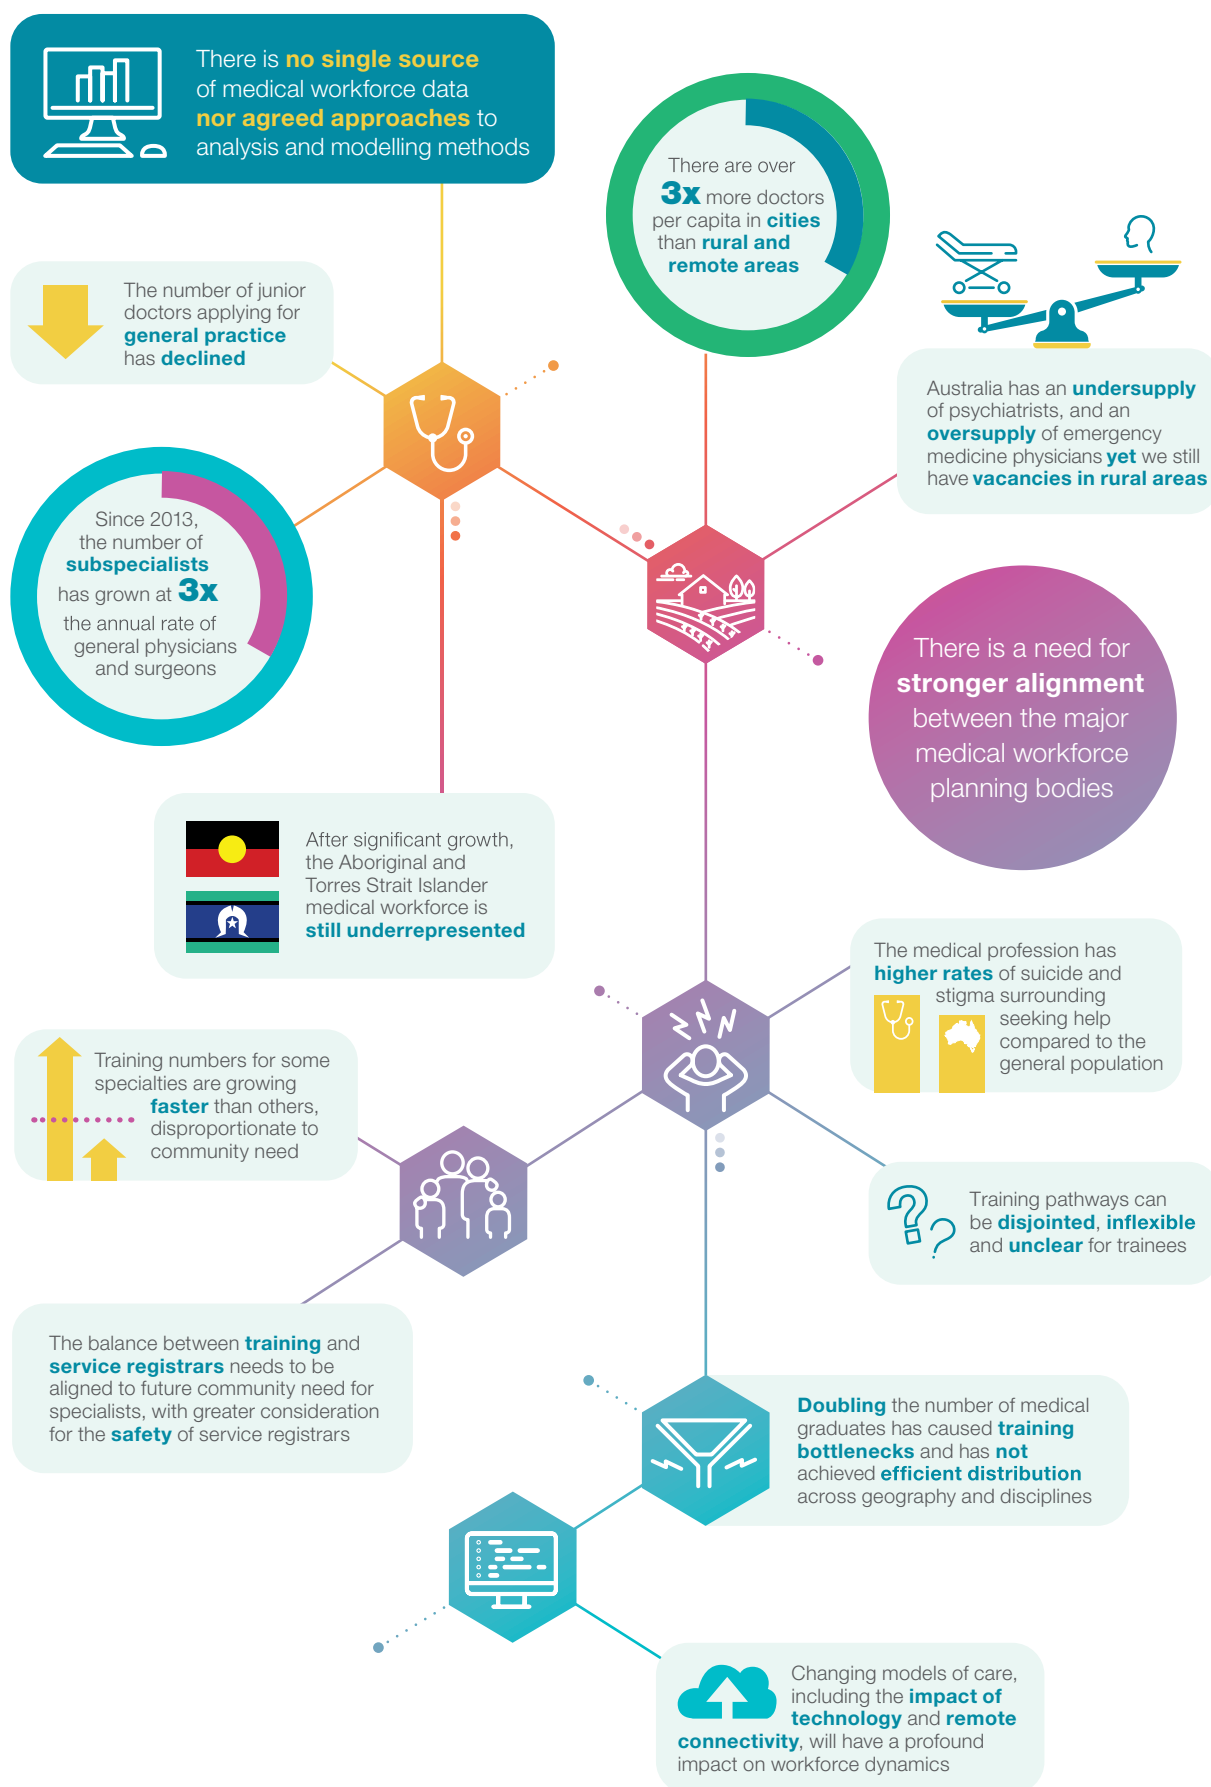 There is no single source
of medical workforce data
nor agreed approaches to
analysis and modelling methods
There are over
3x more doctors
per capita in cities
than rural and
remote areas
The number of junior
doctors applying for
general practice
has declined
Australia has an undersupply
of psychiatrists, and an
oversupply of emergency
medicine physicians yet we still
have vacancies in rural areas
Since 2013,
the number of
subspecialists
has grown at 3x
the annual rate of
general physicians
and surgeons
There is a need for
stronger alignment
between the major
medical workforce
planning bodies
After significant growth,
the Aboriginal and
Torres Strait Islander
medical workforce is
still underrepresented
The medical profession has
higher rates of suicide and
stigma surrounding
seeking help
compared to the
general population
Training numbers for some
specialties are growing
faster than others,
disproportionate to
community need
Training pathways can
be disjointed, inflexible
and unclear for trainees
The balance between training and
service registrars needs to be
aligned to future community need for
specialists, with greater consideration
for the safety of service registrars
Doubling the number of medical
graduates has caused training
bottlenecks and has not
achieved efficient distribution
across geography and disciplines
Changing models of care,
including the impact of
technology and remote
connectivity, will have a profound
impact on workforce dynamics